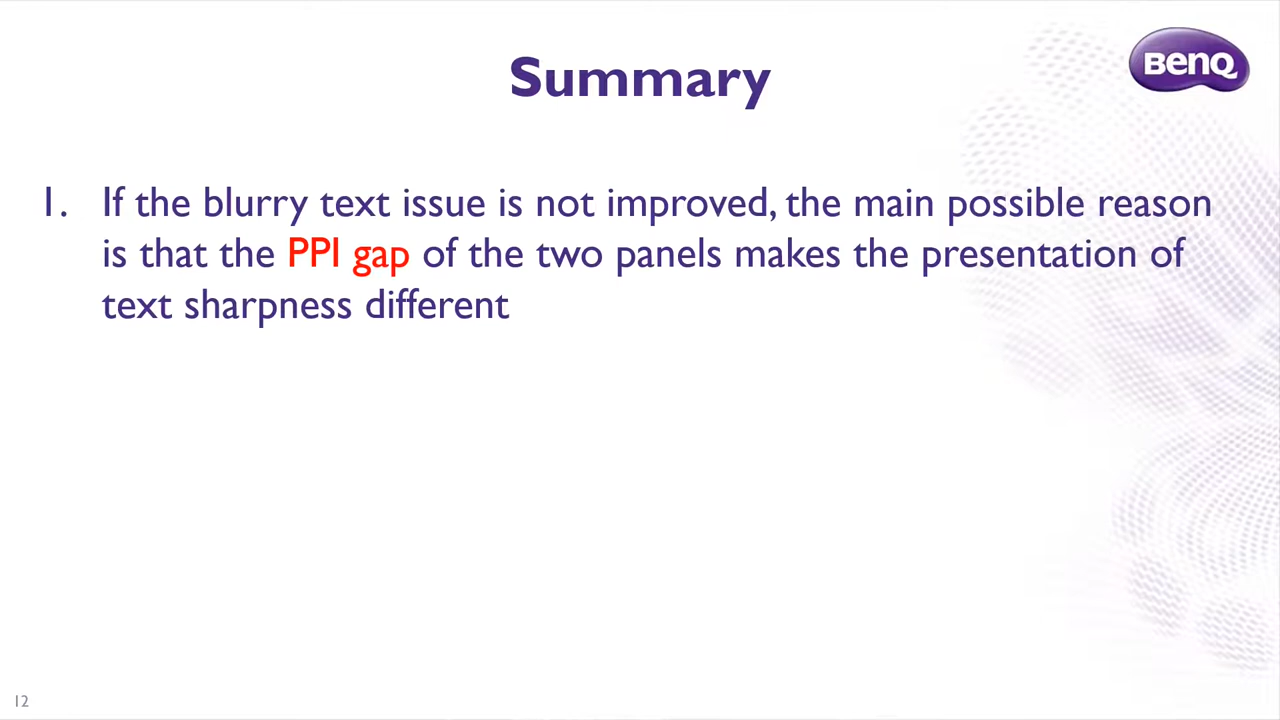 BenQ
Summary
1. If the blurry text issue is not improved, the main possible reason
is that the PPI gap of the two panels makes the presentation of
text sharpness different
12